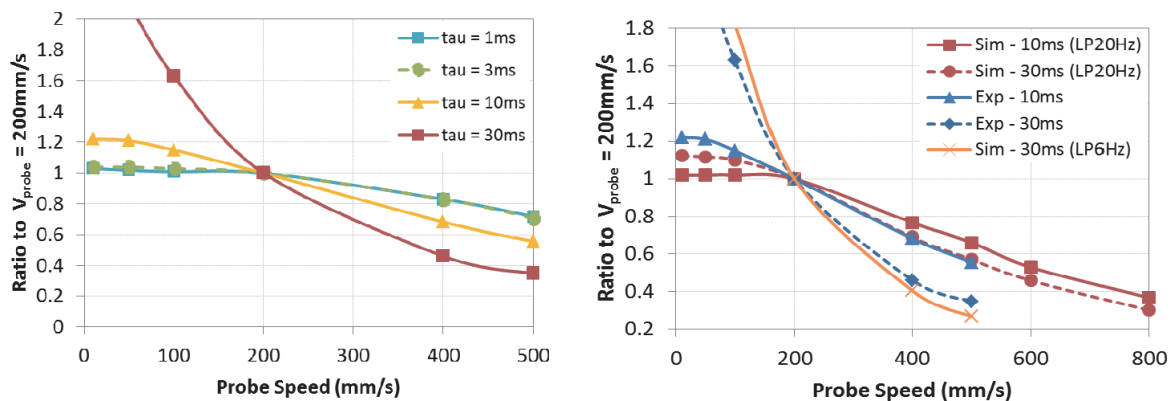 Ratio to Vprobe = 200mm/s
2
1.8
1.6
1.4
1.2
1
0.8
0.6
0.4
0.2
0
0
100
200
300
400
500
Probe Speed (mm/s)
tau = 1ms
tau = 3ms
tau = 10ms
tau = 30ms
Ratio to Vprobe = 200mm/s
1.8
1.6
1.4
1.2
1
0.8
0.6
0.4
0.2
0
200
400
600
800
Probe Speed (mm/s)
Sim - 10ms (LP20Hz)
Sim - 30ms (LP20Hz)
Exp - 10ms
Exp - 30ms
Sim - 30ms (LP6Hz)